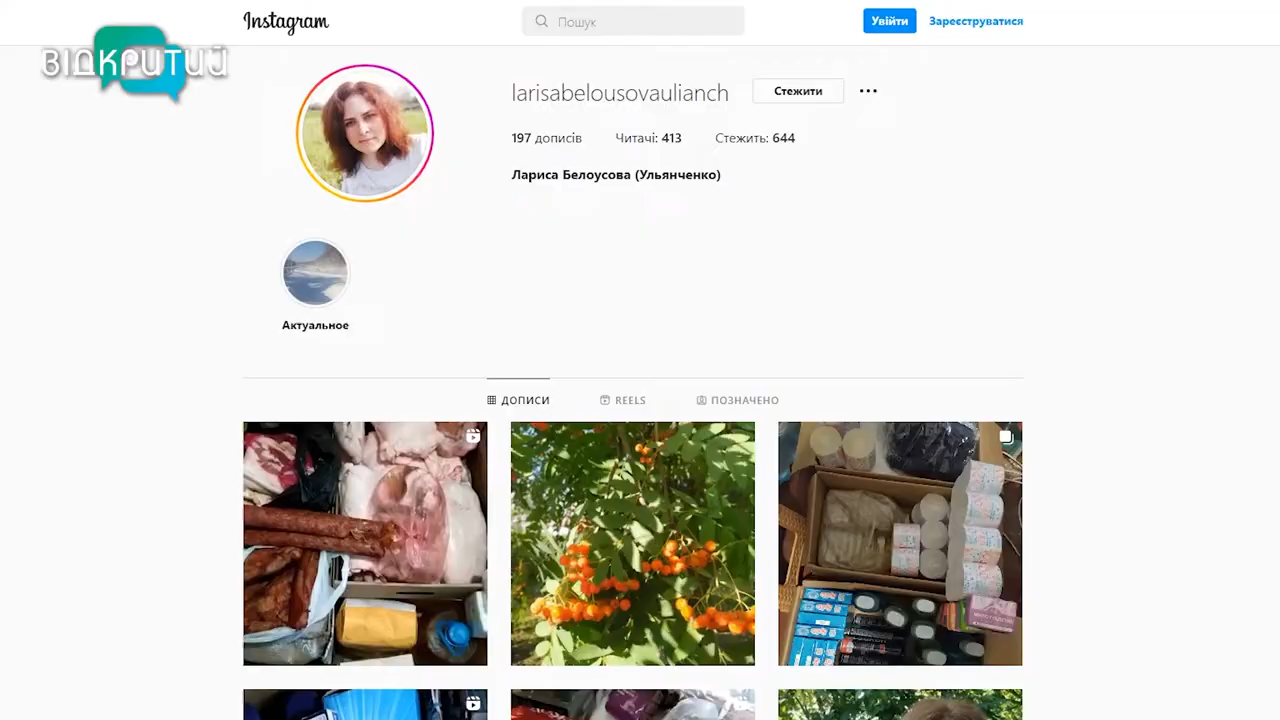 Instagram
Пошук
Увійти
Зареєструватися
ВІДКРИТИЙ
larisabelousovaulianch
Стежити
197 дописів
Читачі: 413
Стежить: 644
Лариса Белоусова (Ульянченко)
Актуальное
ДОПИСИ
REELS
ПОЗНАЧЕНО